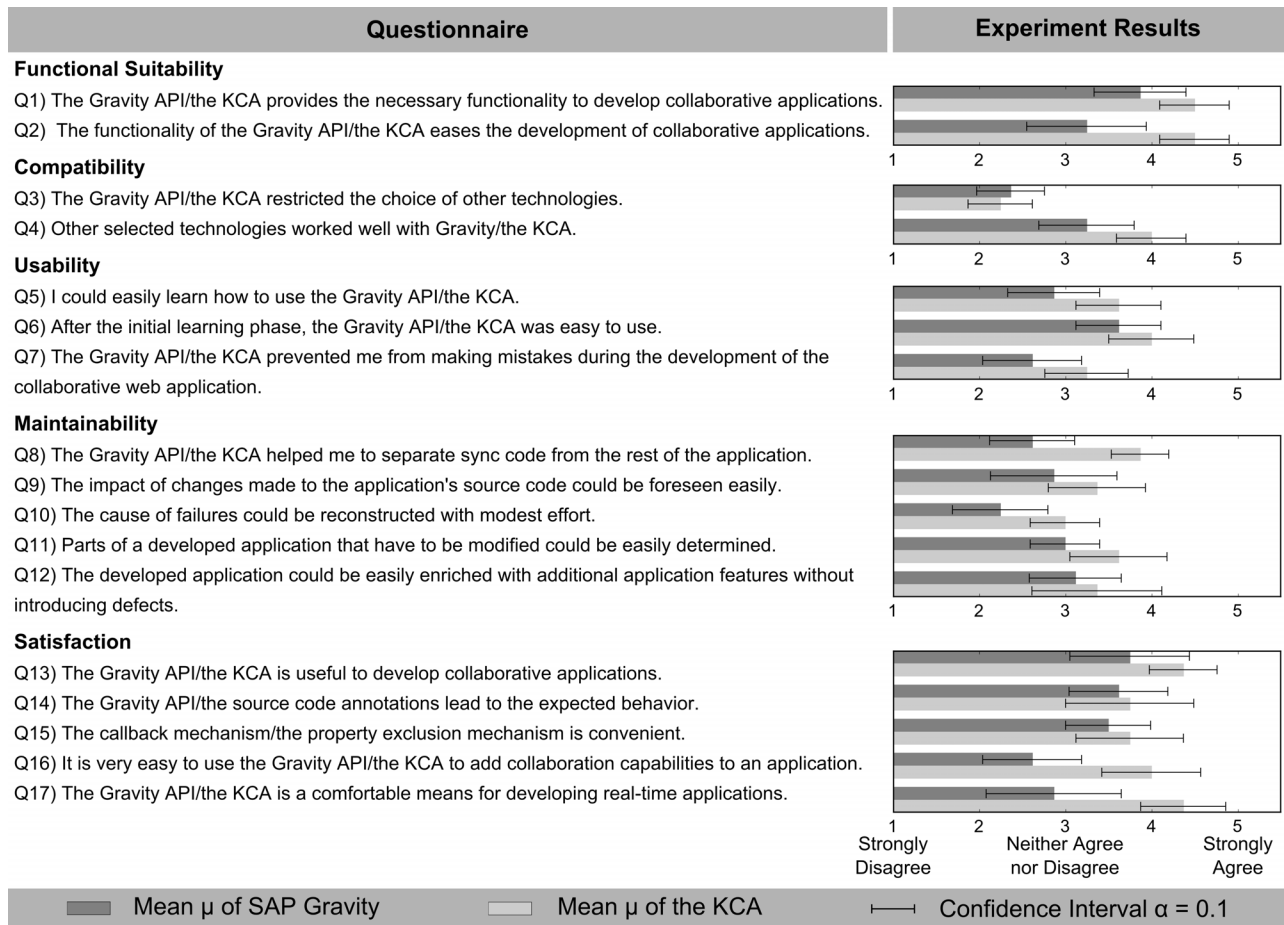 Questionnaire
Experiment Results
Functional Suitability
Q1) The Gravity API/the KCA provides the necessary functionality to develop collaborative applications.
Q2)  The functionality of the Gravity API/the KCA eases the development of collaborative applications.
1 2 3 4 5
Compatibility
Q3) The Gravity API/the KCA restricted the choice of other technologies.
Q4) Other selected technologies worked well with Gravity/the KCA.
1 2 3 4 5
Usability
Q5) I could easily learn how to use the Gravity API/the KCA.
Q6) After the initial learning phase, the Gravity API/the KCA was easy to use.
Q7) The Gravity API/the KCA prevented me from making mistakes during the development of the
collaborative web application.
1 2 3 4 5
Maintainability
Q8) The Gravity API/the KCA helped me to separate sync code from the rest of the application.
Q9) The impact of changes made to the application's source code could be foreseen easily.
Q10) The cause of failures could be reconstructed with modest effort.
Q11) Parts of a developed application that have to be modified could be easily determined.
Q12) The developed application could be easily enriched with additional application features without
introducing defects.
1 2 3 4 5
Satisfaction
Q13) The Gravity API/the KCA is useful to develop collaborative applications.
Q14) The Gravity API/the source code annotations lead to the expected behavior.
Q15) The callback mechanism/the property exclusion mechanism is convenient.
Q16) It is very easy to use the Gravity API/the KCA to add collaboration capabilities to an application.
Q17) The Gravity API/the KCA is a comfortable means for developing real-time applications.
1 2 3 4 5
Strongly Neither Agree Strongly
Disagree nor Disagree Agree
Mean μ of SAP Gravity
Mean μ of the KCA
Confidence Interval α = 0.1